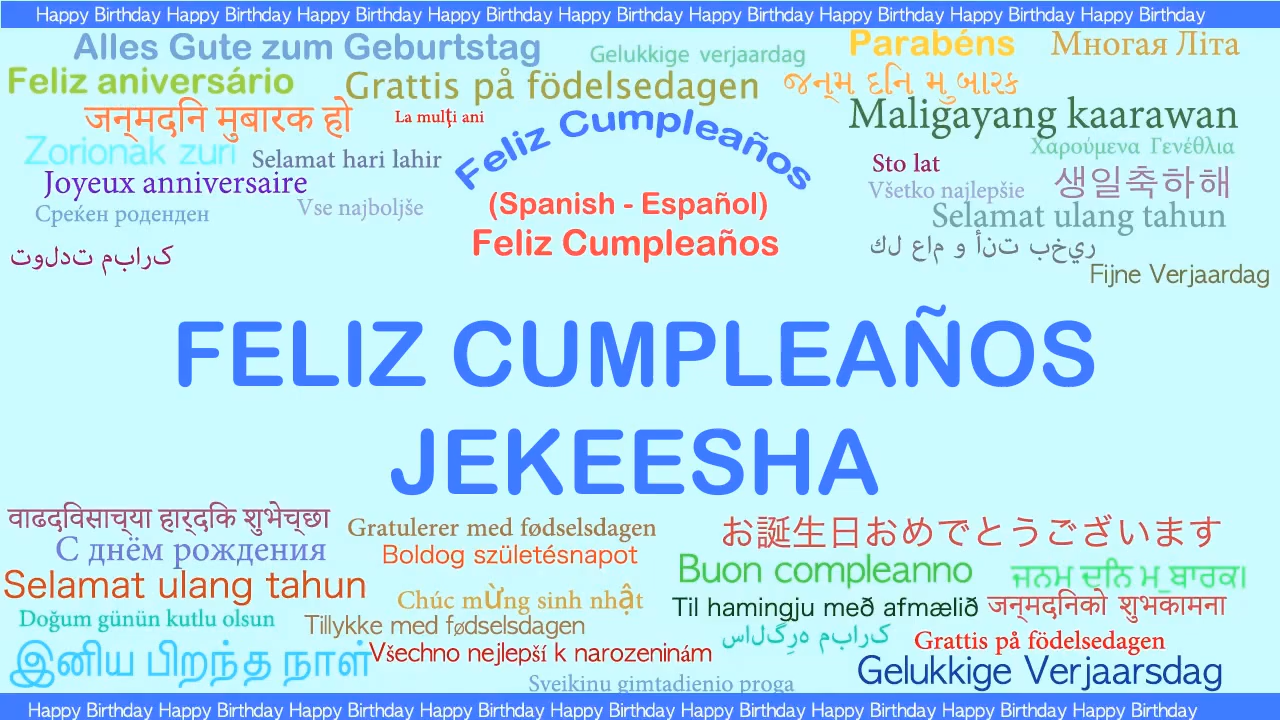 Happy Birthday Happy Birthday Happy Birthday Happy Birthday Happy Birthday Happy Birthday Happy Birthday Happy Birthday Happy Birthday
Alles Gute zum Geburtstag
Gelukkige verjaardag
Parabéns
Многая Літа
Feliz aniversário
Grattis på födelsedagen
જન્મ દિન મુબારક
जन्मदिन मुबारक हो
La mulţi ani
Feliz Cumpleaños
Maligayang kaarawan
Zorionak zuri
Selamat hari lahir
Sto lat
Χαρούμενα Γενέθλια
Joyeux anniversaire
(Spanish - Español)
Všetko najlepšie
생일축하해
Среќен роденден
Vse najboljše
Selamat ulang tahun
Feliz Cumpleaños
تولدت مبارک
كل عام و أنت بخير
Fijne Verjaardag
FELIZ CUMPLEAÑOS
JEKEESHA
वाढदिवसाच्या हार्दिक शुभेच्छा
Gratulerer med fødselsdagen
お誕生日おめでとうございます
С днём рождения
Boldog születésnapot
Buon compleanno
ਜਨਮ ਦਿਨ ਮੁਬਾਰਕ।
Selamat ulang tahun
Chúc mừng sinh nhật
Til hamingju með afmælið
जन्मदिनको शुभकामना
Doğum günün kutlu olsun
Tillykke med fødselsdagen
سالگرہ مبارک
Grattis på födelsedagen
இனிய பிறந்த நாள்
Všechno nejlepší k narozeninám
Gelukkige Verjaarsdag
Sveikinu gimtadienio proga
Happy Birthday Happy Birthday Happy Birthday Happy Birthday Happy Birthday Happy Birthday Happy Birthday Happy Birthday Happy Birthday